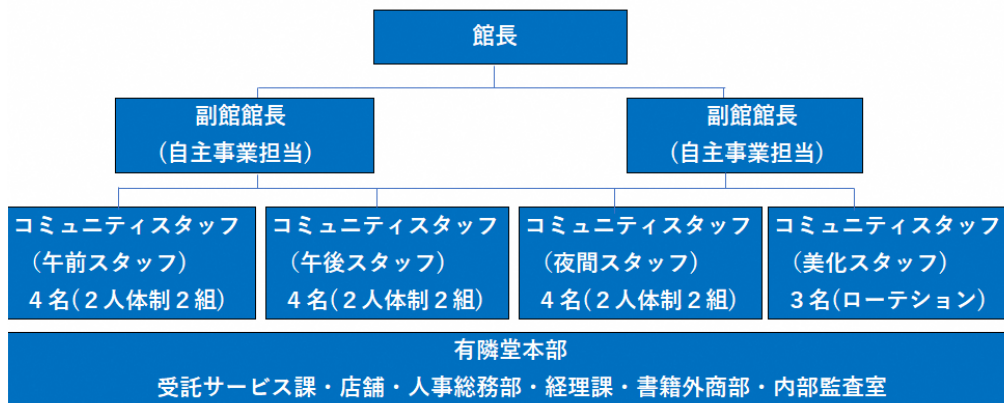 館長
副館館長
（自主事業担当）
副館館長
（自主事業担当）
コミュニティスタッフ
（午前スタッフ）
４名(２人体制２組)
コミュニティスタッフ
（午後スタッフ）
４名(２人体制２組)
コミュニティスタッフ
（夜間スタッフ）
４名(２人体制２組)
コミュニティスタッフ
（美化スタッフ）
３名(ローテション)
有隣堂本部
受託サービス課・店舗・人事総務部・経理課・書籍外商部・内部監査室